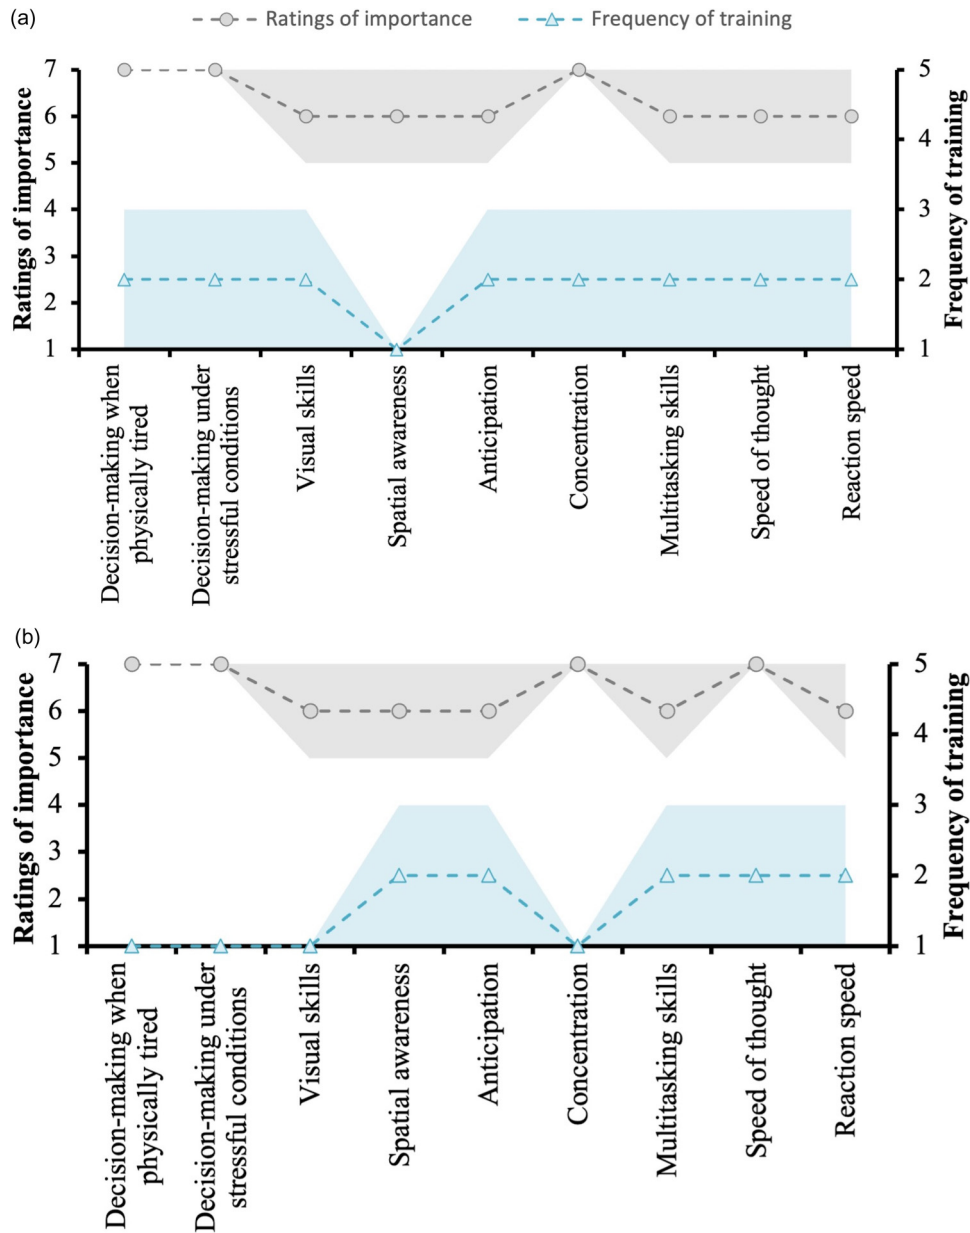 (a)
Ratings of importance
Frequency of training
7
6
5
4
3
2
1
Ratings of importance
5
4
3
2
1
Frequency of training
Decision-making when
physically tired
Decision-making under
stressful conditions
Visual skills
Spatial awareness
Anticipation
Concentration
Multitasking skills
Speed of thought
Reaction speed
(b)
7
6
5
4
3
2
1
Ratings of importance
5
4
3
2
1
Frequency of training
Decision-making when
physically tired
Decision-making under
stressful conditions
Visual skills
Spatial awareness
Anticipation
Concentration
Multitasking skills
Speed of thought
Reaction speed